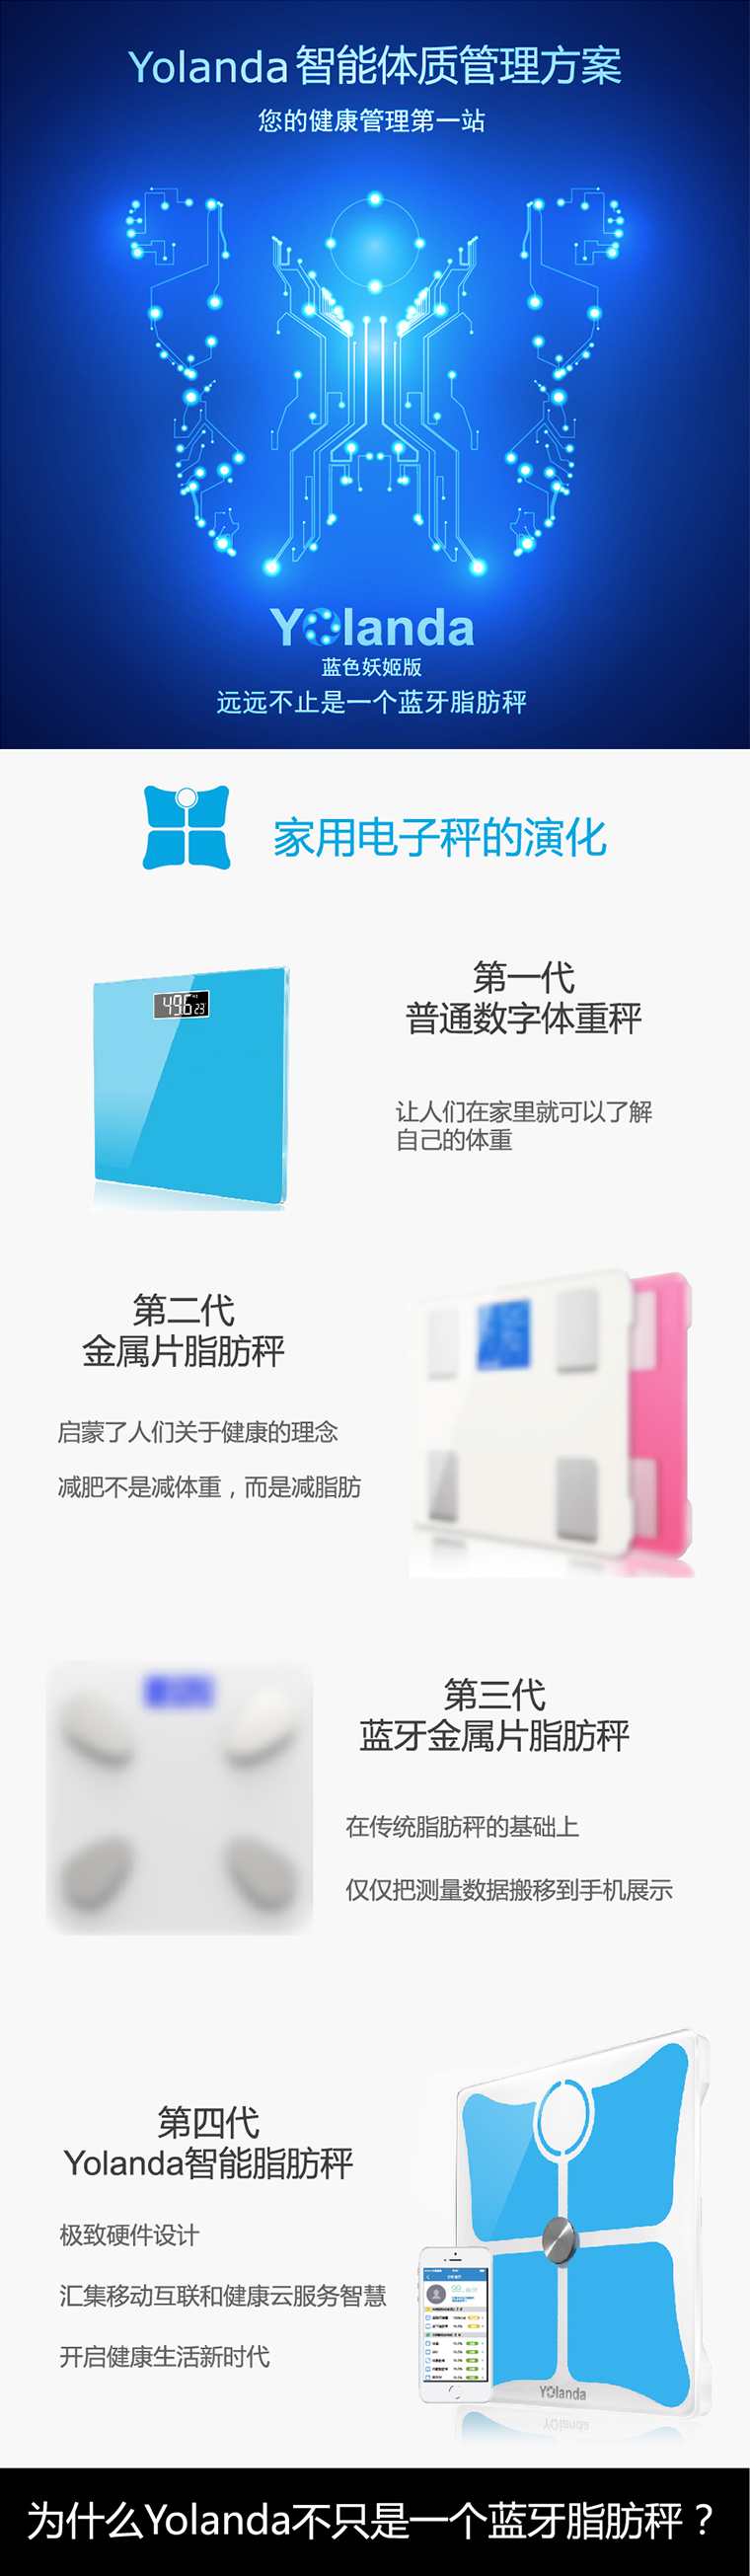 Yolanda 智能体质管理方案
您的健康管理第一站
Yolanda
蓝色妖姬版
远远不止是一个蓝牙脂肪秤
家用电子秤的演化
49.6
23
第一代
普通数字体重秤
让人们在家里就可以了解
自己的体重
第二代
金属片脂肪秤
启蒙了人们关于健康的理念
减肥不是减体重，而是减脂肪
第三代
蓝牙金属片脂肪秤
在传统脂肪秤的基础上
仅仅把测量数据搬移到手机展示
第四代
Yolanda智能脂肪秤
极致硬件设计
汇集移动互联和健康云服务智慧
开启健康生活新时代
Yolanda
为什么Yolanda不只是一个蓝牙脂肪秤？